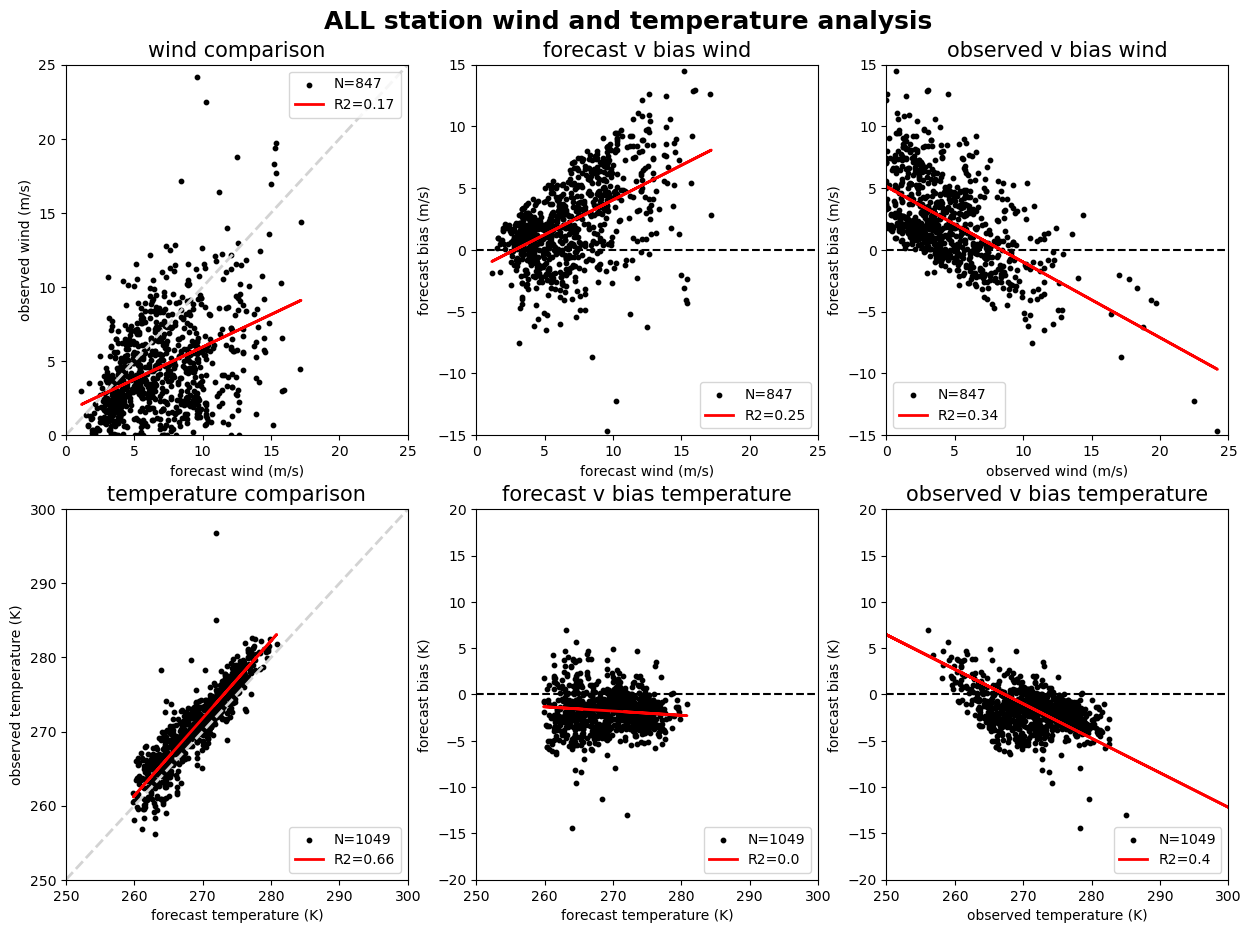 ALL station wind and temperature analysis
wind comparison
forecast v bias wind
observed v bias wind
25
20
15
10
5
0
observed wind (m/s)
N=847
R2=0.17
0 5 10 15 20 25
forecast wind (m/s)
15
10
5
0
−5
−10
−15
forecast bias (m/s)
N=847
R2=0.25
0 5 10 15 20 25
forecast wind (m/s)
15
10
5
0
−5
−10
−15
forecast bias (m/s)
N=847
R2=0.34
0 5 10 15 20 25
observed wind (m/s)
temperature comparison
forecast v bias temperature
observed v bias temperature
300
290
280
270
260
250
observed temperature (K)
N=1049
R2=0.66
250 260 270 280 290 300
forecast temperature (K)
20
15
10
5
0
−5
−10
−15
−20
forecast bias (K)
N=1049
R2=0.0
250 260 270 280 290 300
forecast temperature (K)
20
15
10
5
0
−5
−10
−15
−20
forecast bias (K)
N=1049
R2=0.4
250 260 270 280 290 300
observed temperature (K)